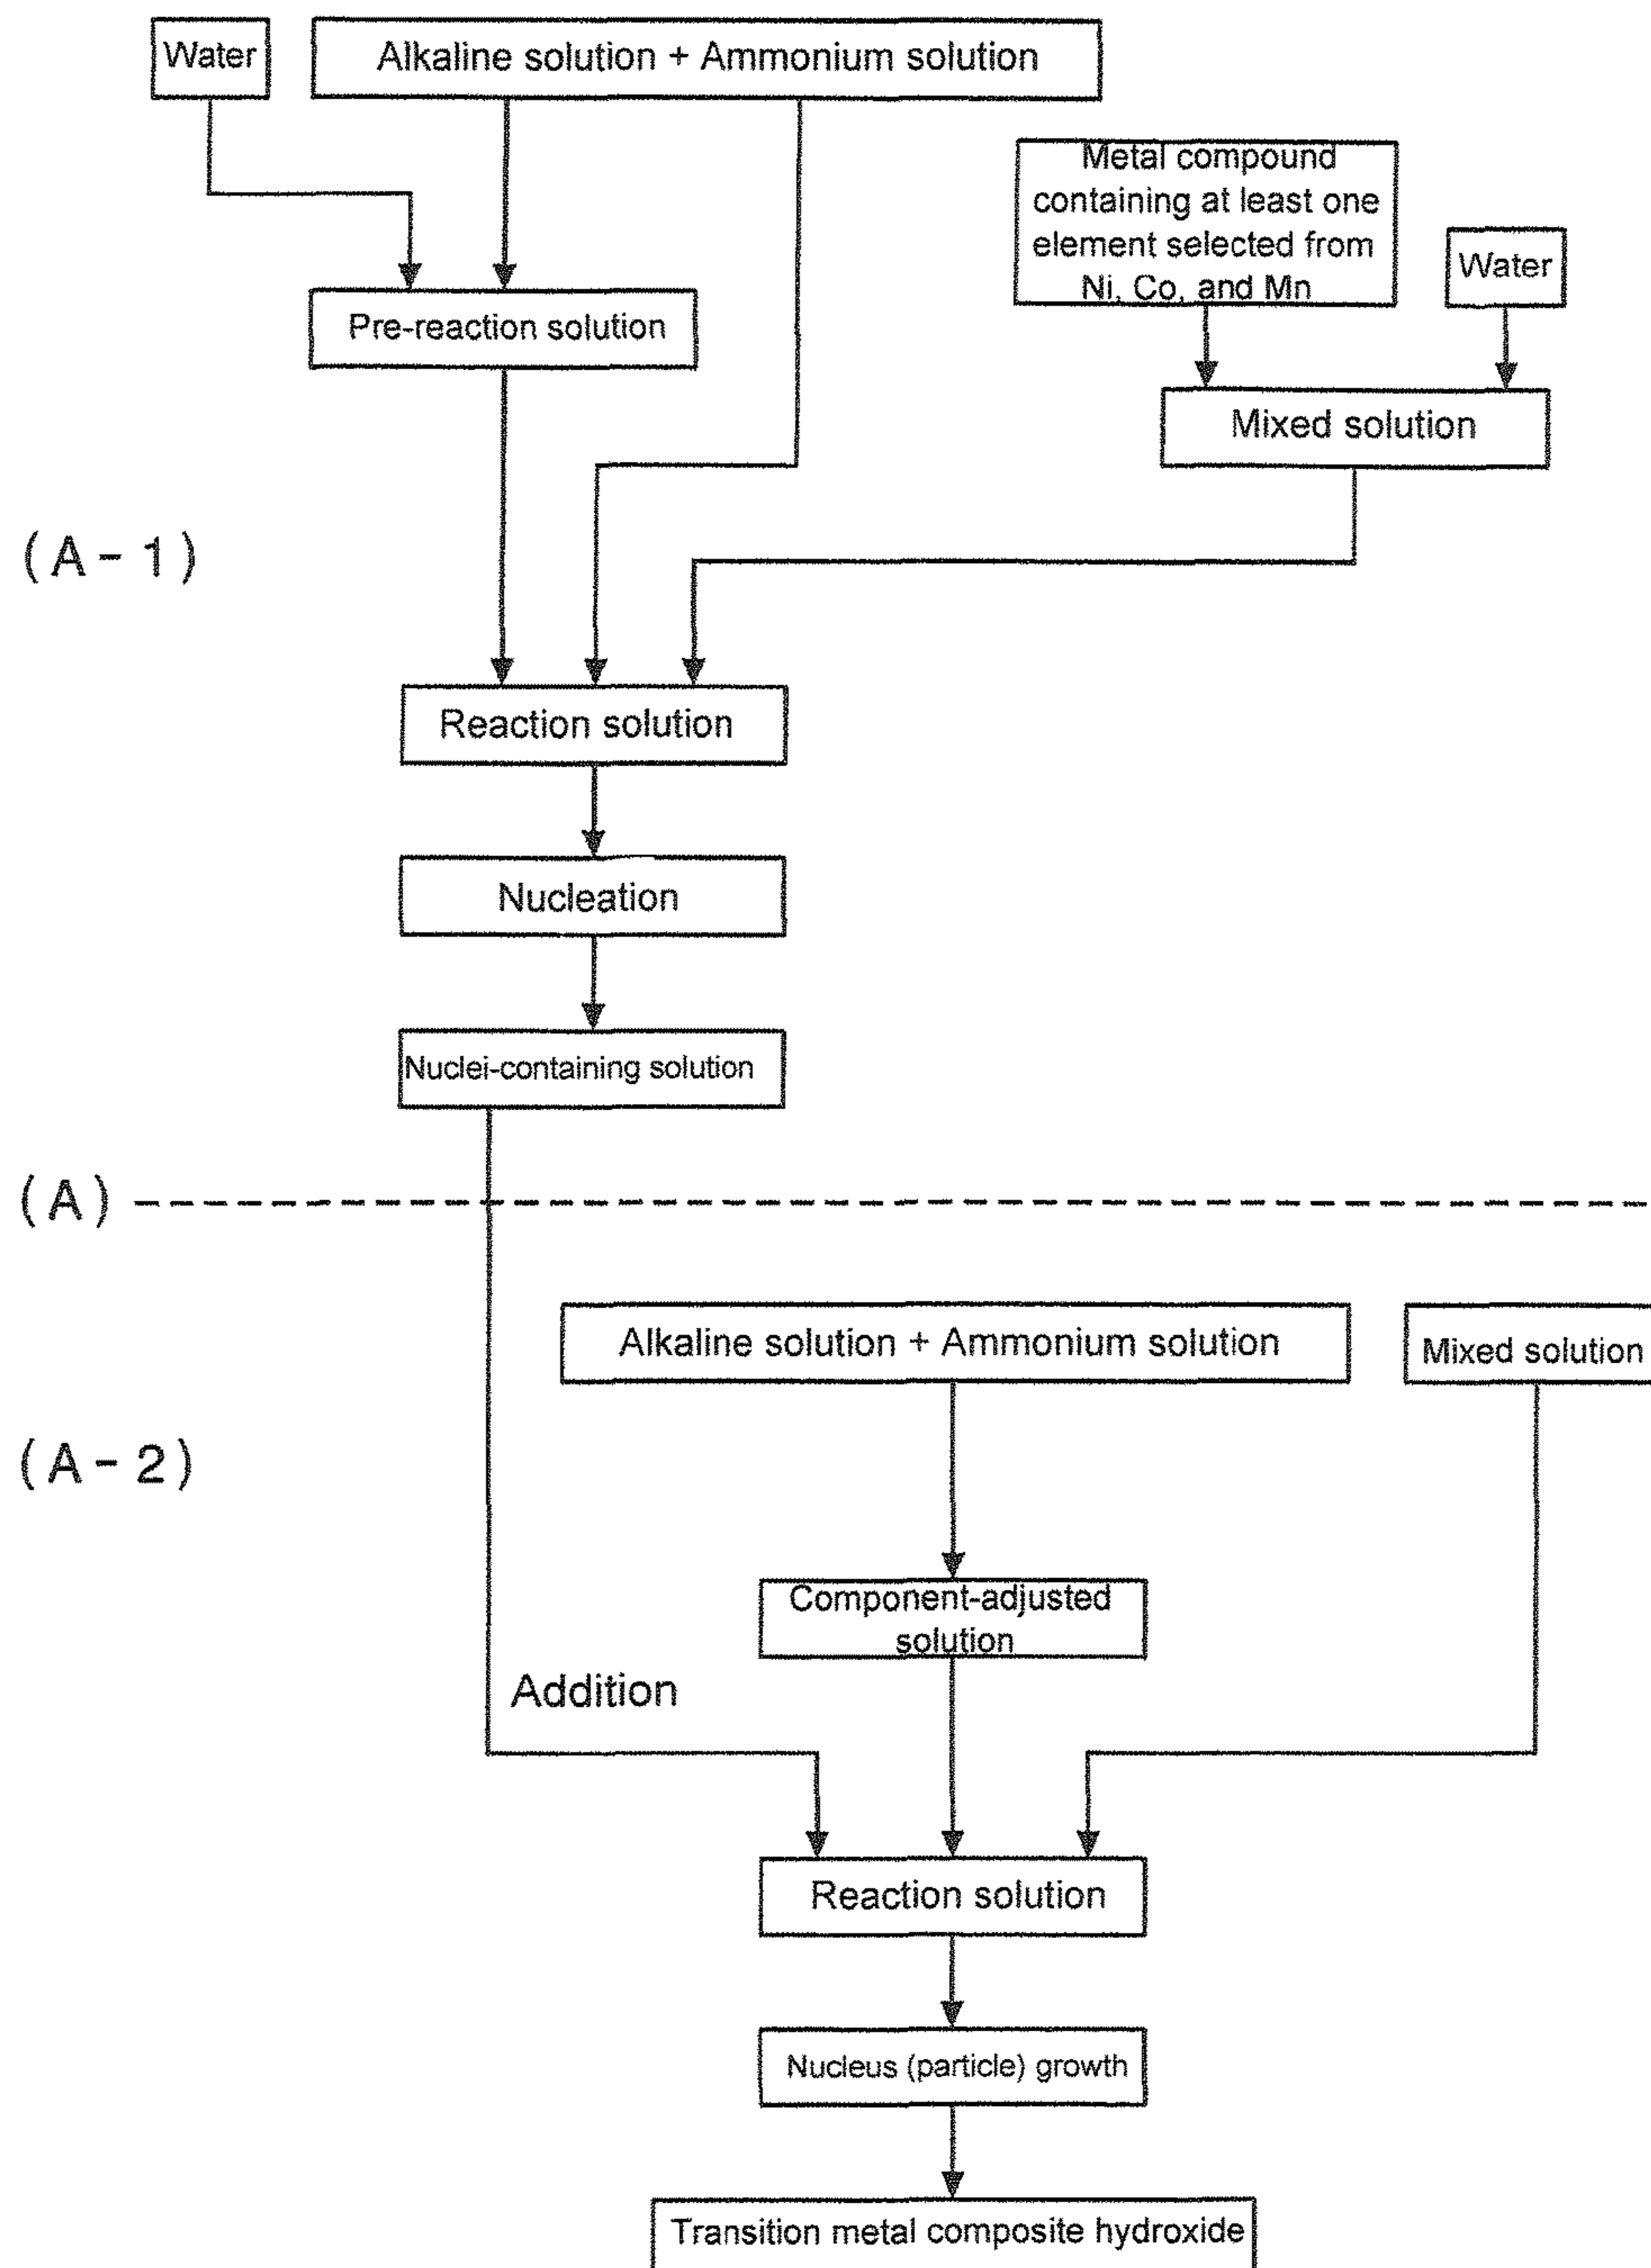 Water
Alkaline solution + Ammonium solution
Metal compound
containing at least one
element selected from
Ni, Co, and Mn
Water
Pre-reaction solution
Mixed solution
(A-1)
Reaction solution
Nucleation
Nuclei-containing solution
(A)
Alkaline solution + Ammonium solution
Mixed solution
(A-2)
Component-adjusted
solution
Addition
Reaction solution
Nucleus (particle) growth
Transition metal composite hydroxide